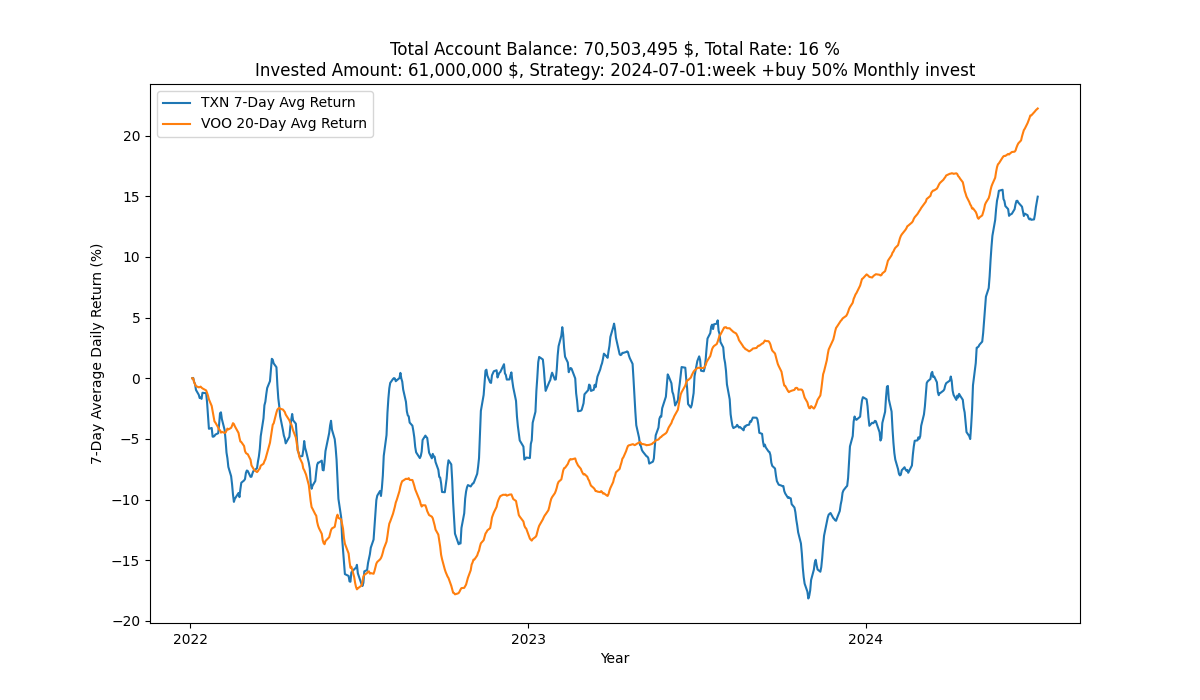 Total Account Balance: 70,503,495 $, Total Rate: 16 %
Invested Amount: 61,000,000 $, Strategy: 2024-07-01:week +buy 50% Monthly invest
TXN 7-Day Avg Return
VOO 20-Day Avg Return
7-Day Average Daily Return (%)
20
15
10
5
0
−5
−10
−15
−20
2022
2023
2024
Year